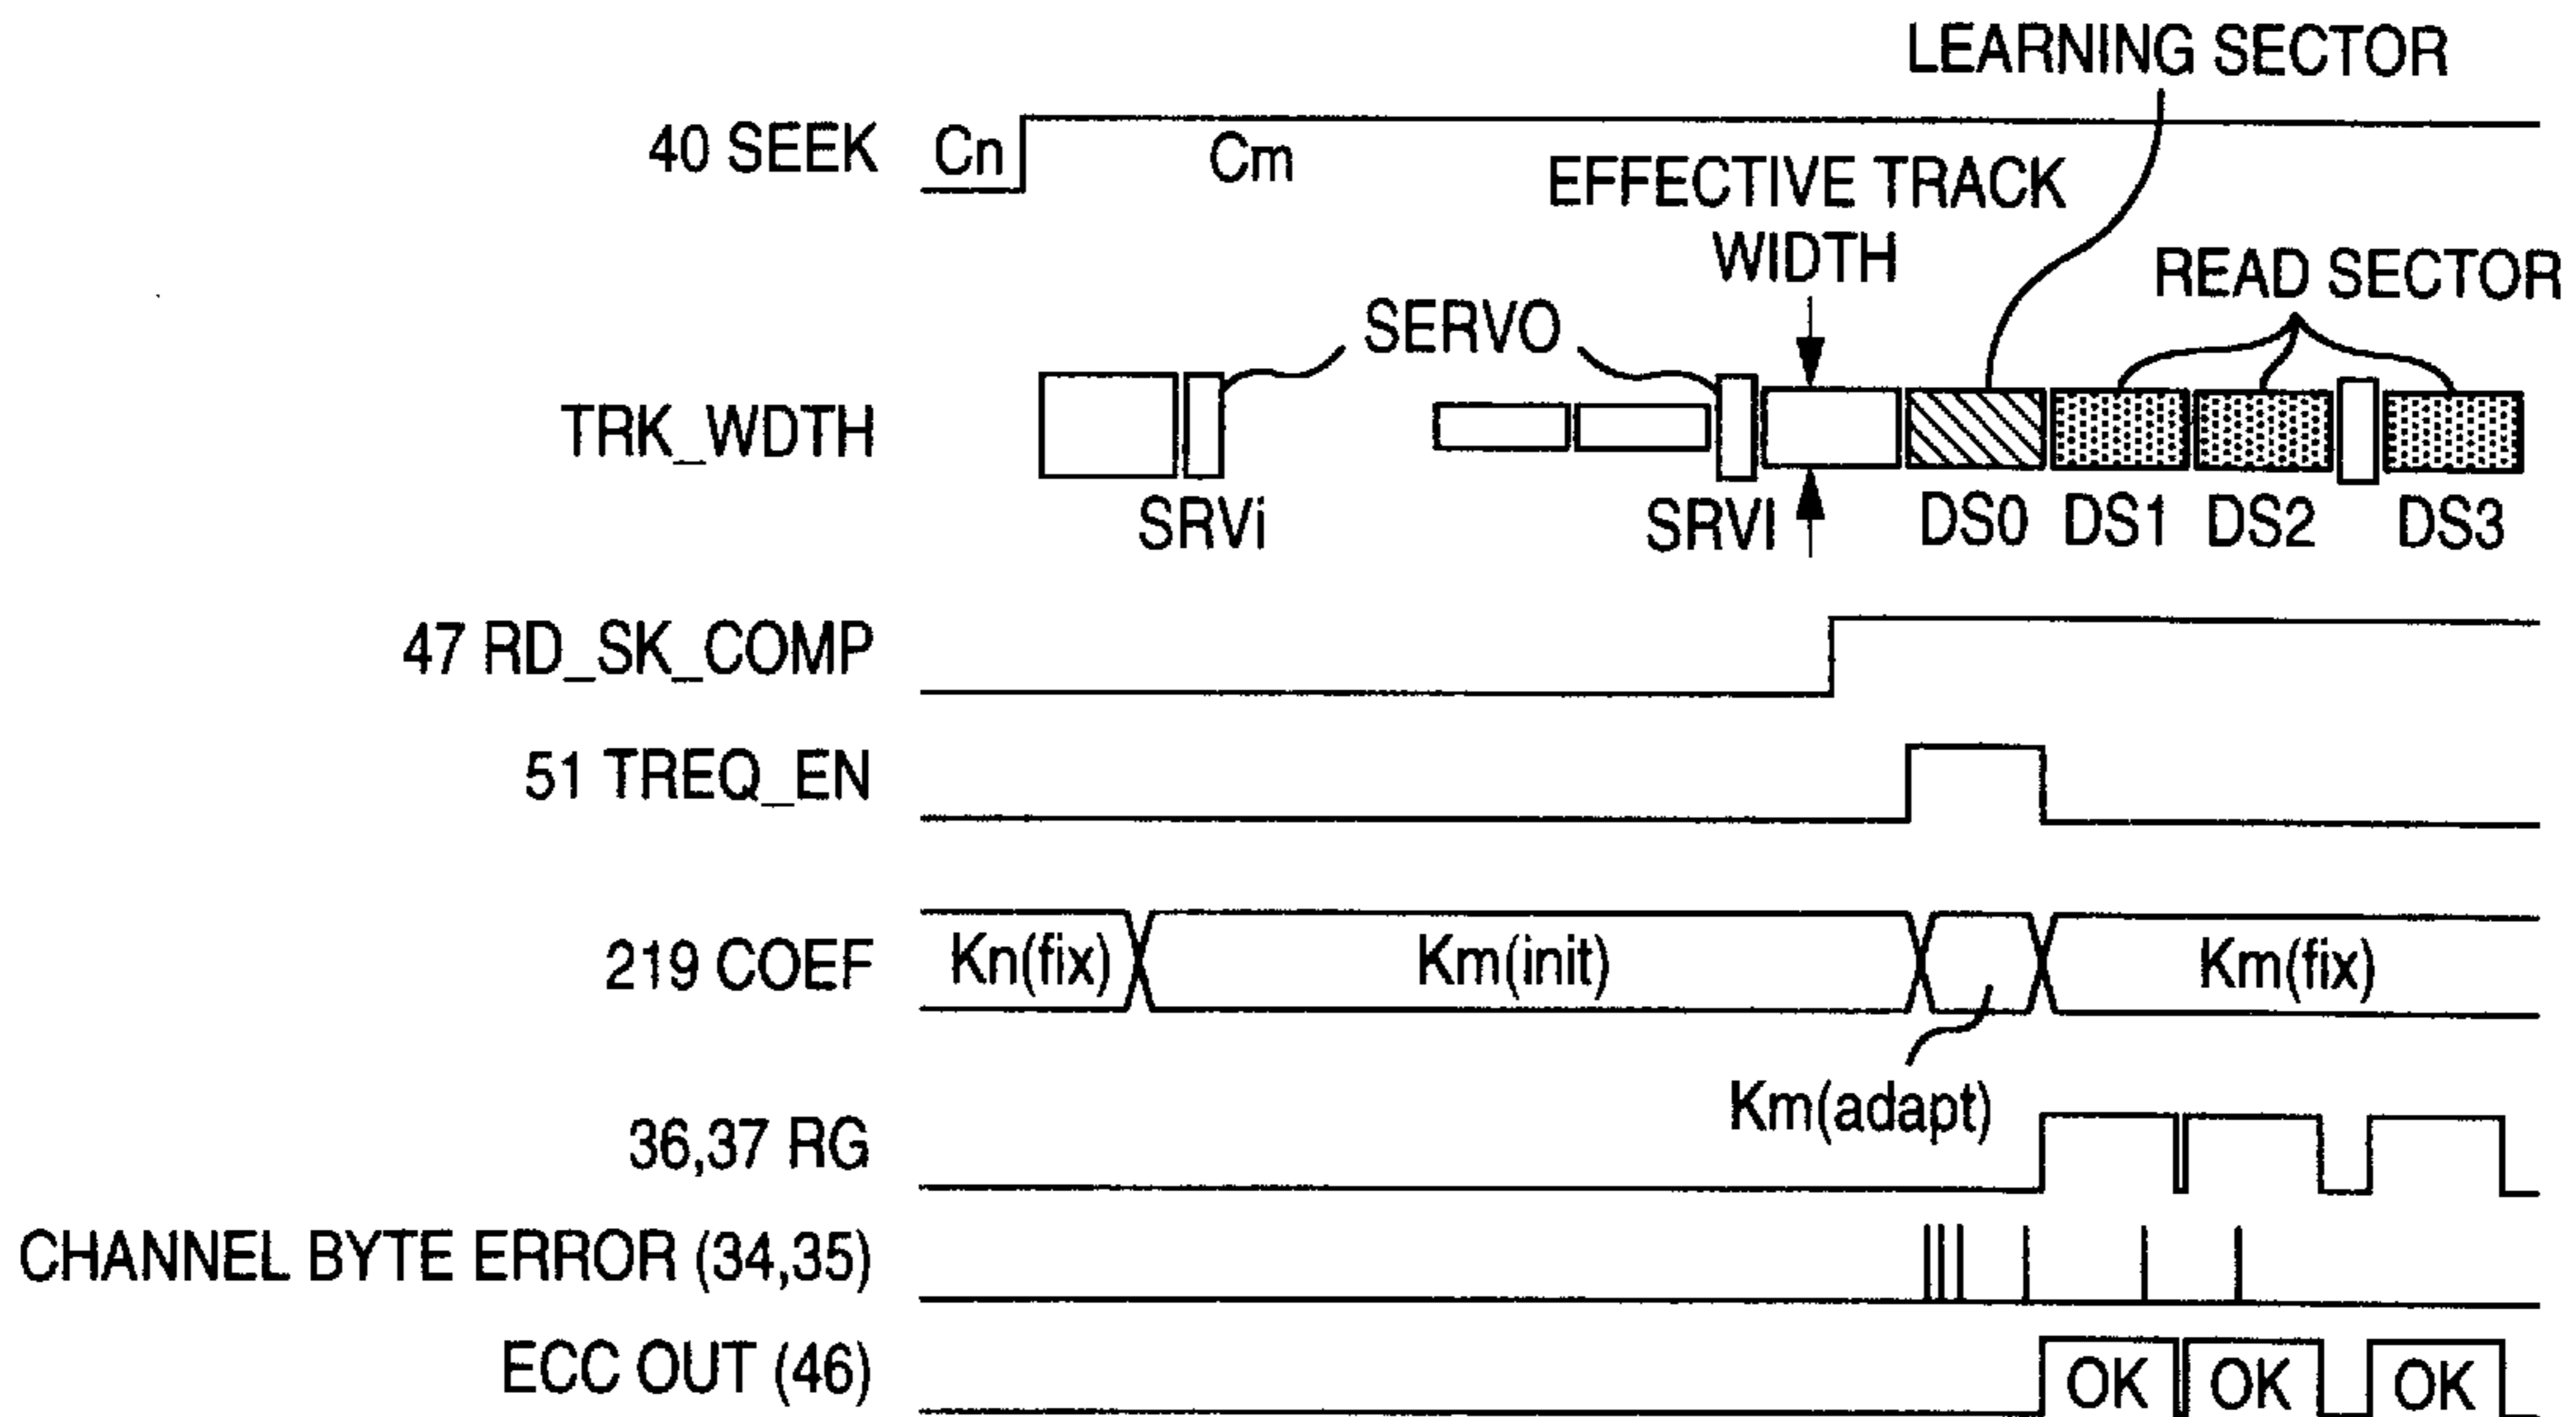 LEARNING SECTOR
40 SEEK Cn Cm
EFFECTIVE TRACK
WIDTH
READ SECTOR
SERVO
TRK_WDTH
SRVi SRVl DS0 DS1 DS2 DS3
47 RD_SK_COMP
51 TREQ_EN
219 COEF Kn(fix) Km(init) Km(fix)
Km(adapt)
36,37 RG
CHANNEL BYTE ERROR (34,35)
ECC OUT (46) OK OK OK